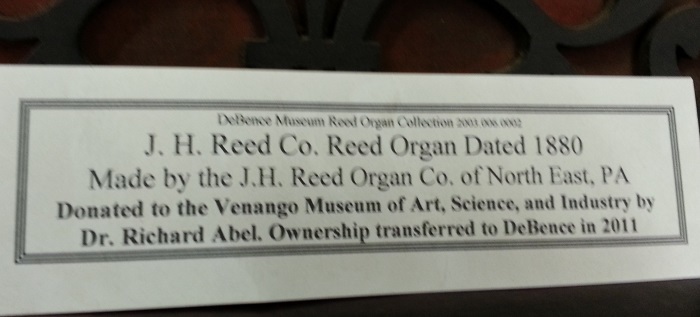 DeBence Museum Reed Organ Collection 2001.006.0002
J. H. Reed Co. Reed Organ Dated 1880
Made by the J.H. Reed Organ Co. of North East, PA
Donated to the Venango Museum of Art, Science, and Industry by
Dr. Richard Abel. Ownership transferred to DeBence in 2011